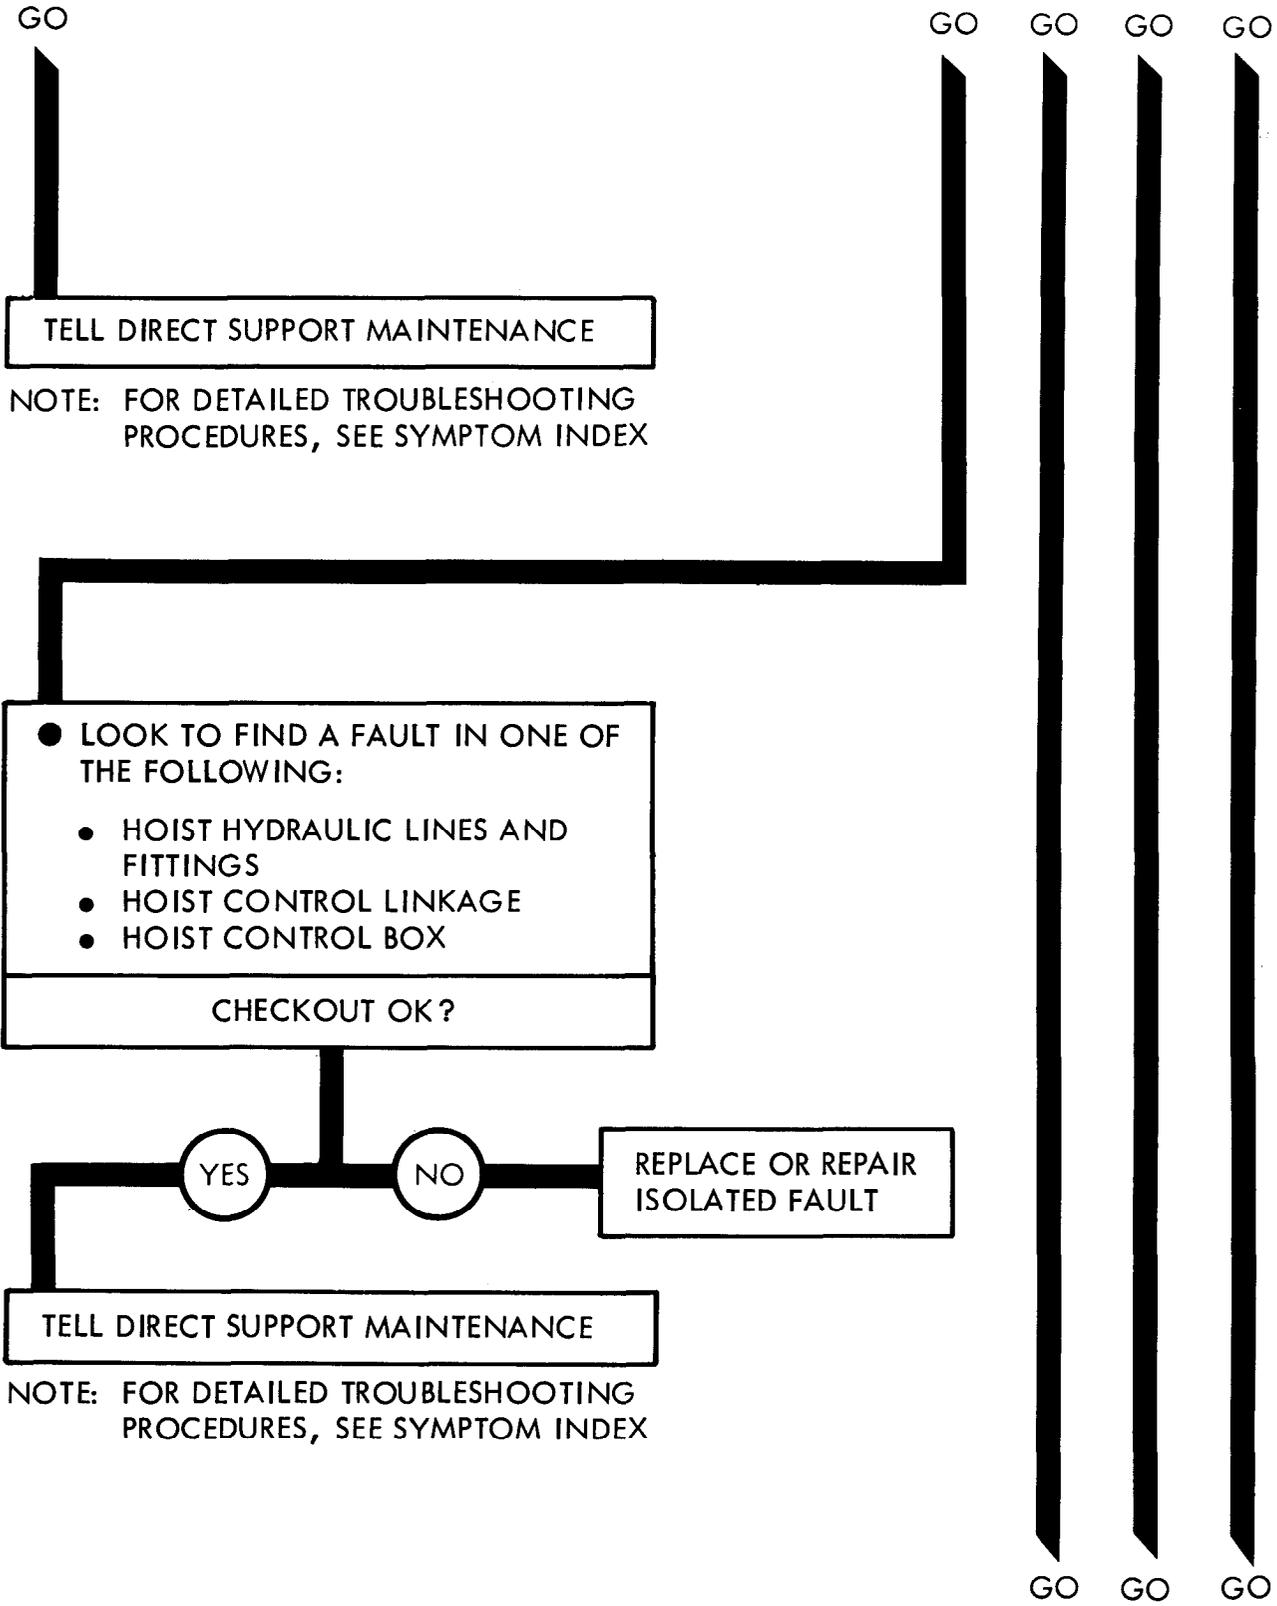 GO
GO GO GO GO
TELL DIRECT SUPPORT MAINTENANCE
NOTE: FOR DETAILED TROUBLESHOOTING
PROCEDURES, SEE SYMPTOM INDEX
● LOOK TO FIND A FAULT IN ONE OF
THE FOLLOWING:
● HOIST HYDRAULIC LINES AND
FITTINGS
● HOIST CONTROL LINKAGE
● HOIST CONTROL BOX
CHECKOUT OK?
YES NO
REPLACE OR REPAIR
ISOLATED FAULT
TELL DIRECT SUPPORT MAINTENANCE
NOTE: FOR DETAILED TROUBLESHOOTING
PROCEDURES, SEE SYMPTOM INDEX
GO GO GO